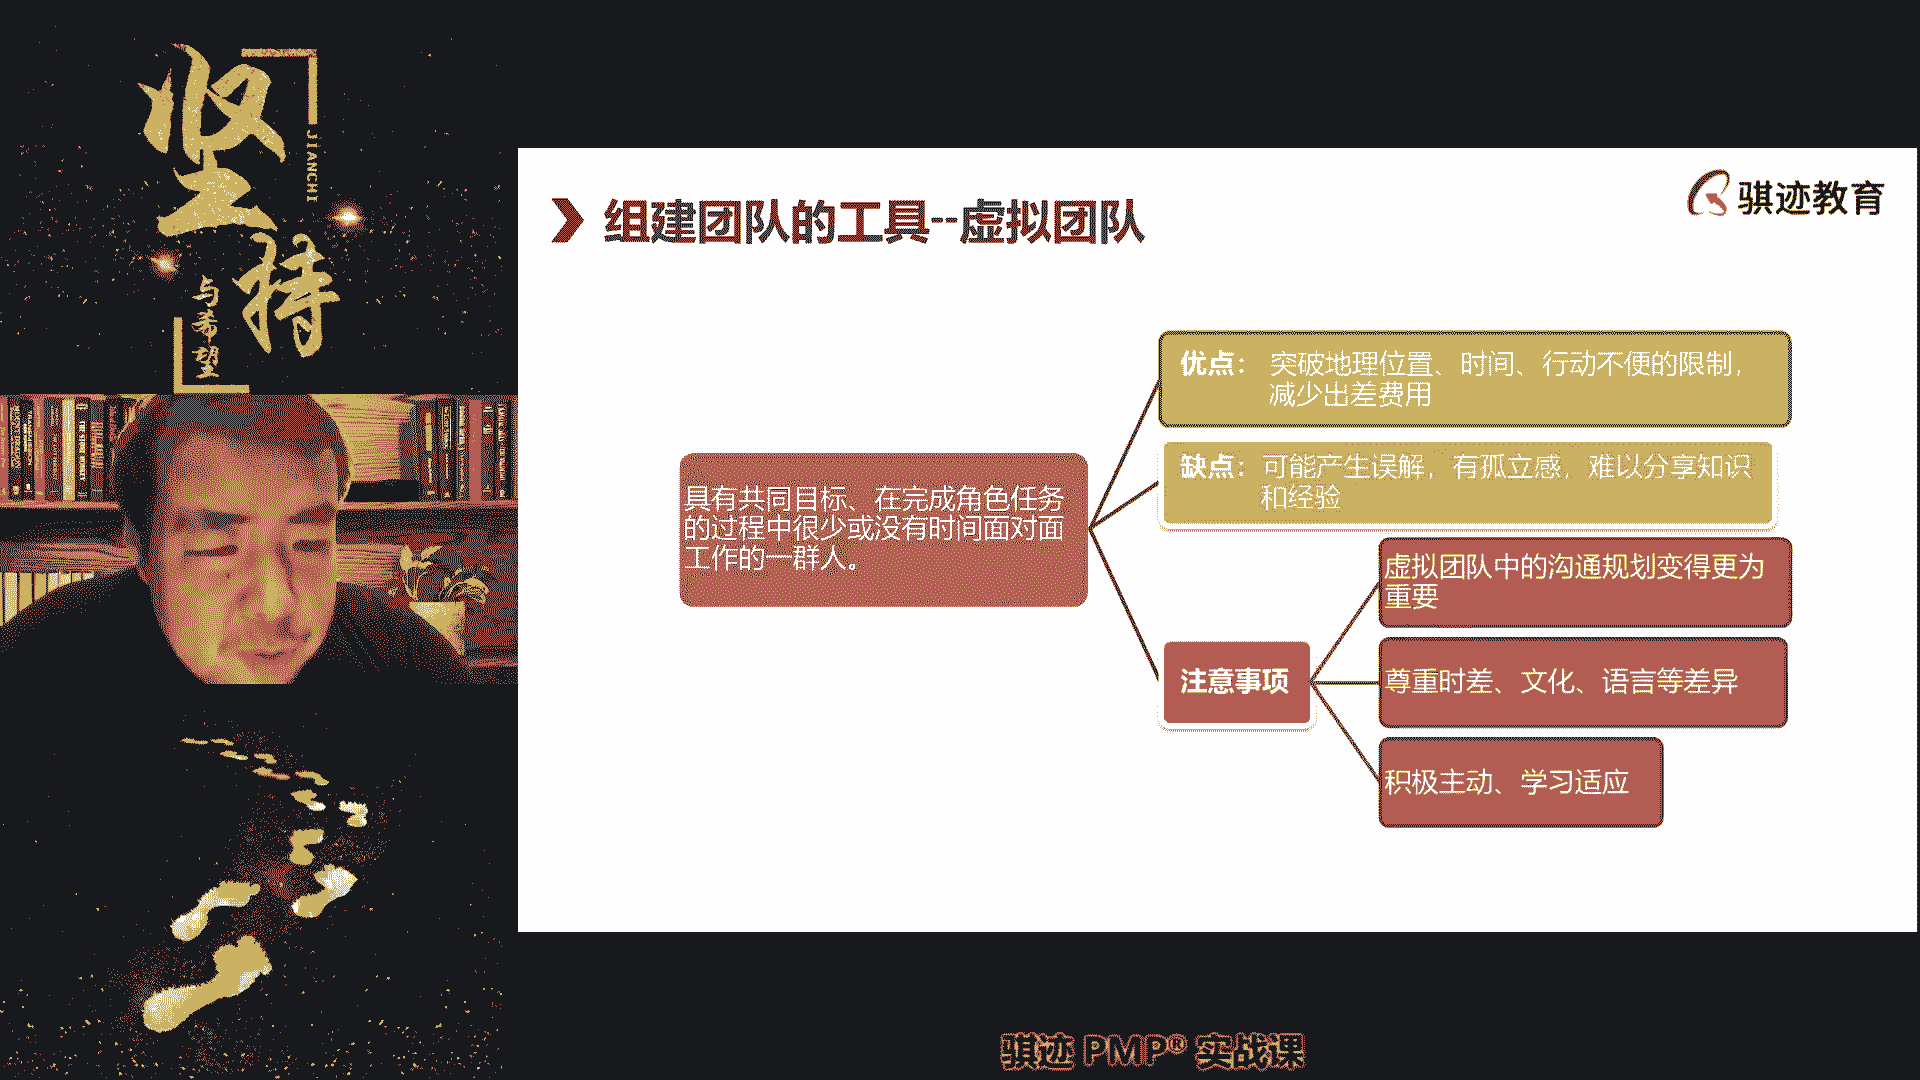 坚持
JIANCHI
与希望
骐迹教育
组建团队的工具--虚拟团队
具有共同目标、在完成角色任务
的过程中很少或没有时间面对面
工作的一群人。
优点： 突破地理位置、时间、行动不便的限制，
减少出差费用
缺点：可能产生误解，有孤立感，难以分享知识
和经验
注意事项
虚拟团队中的沟通规划变得更为
重要
尊重时差、文化、语言等差异
积极主动、学习适应
骐迹 PMP® 实战课